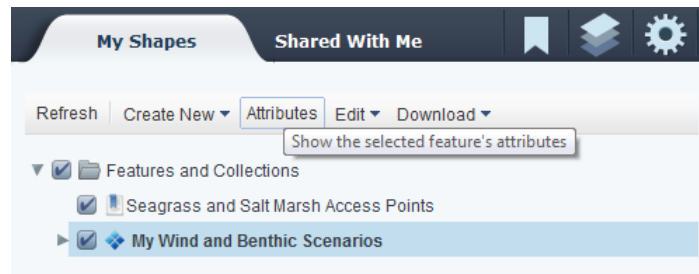 My Shapes Shared With Me
Refresh Create New Attributes Edit Download
Show the selected feature's attributes
Features and Collections
Seagrass and Salt Marsh Access Points
My Wind and Benthic Scenarios